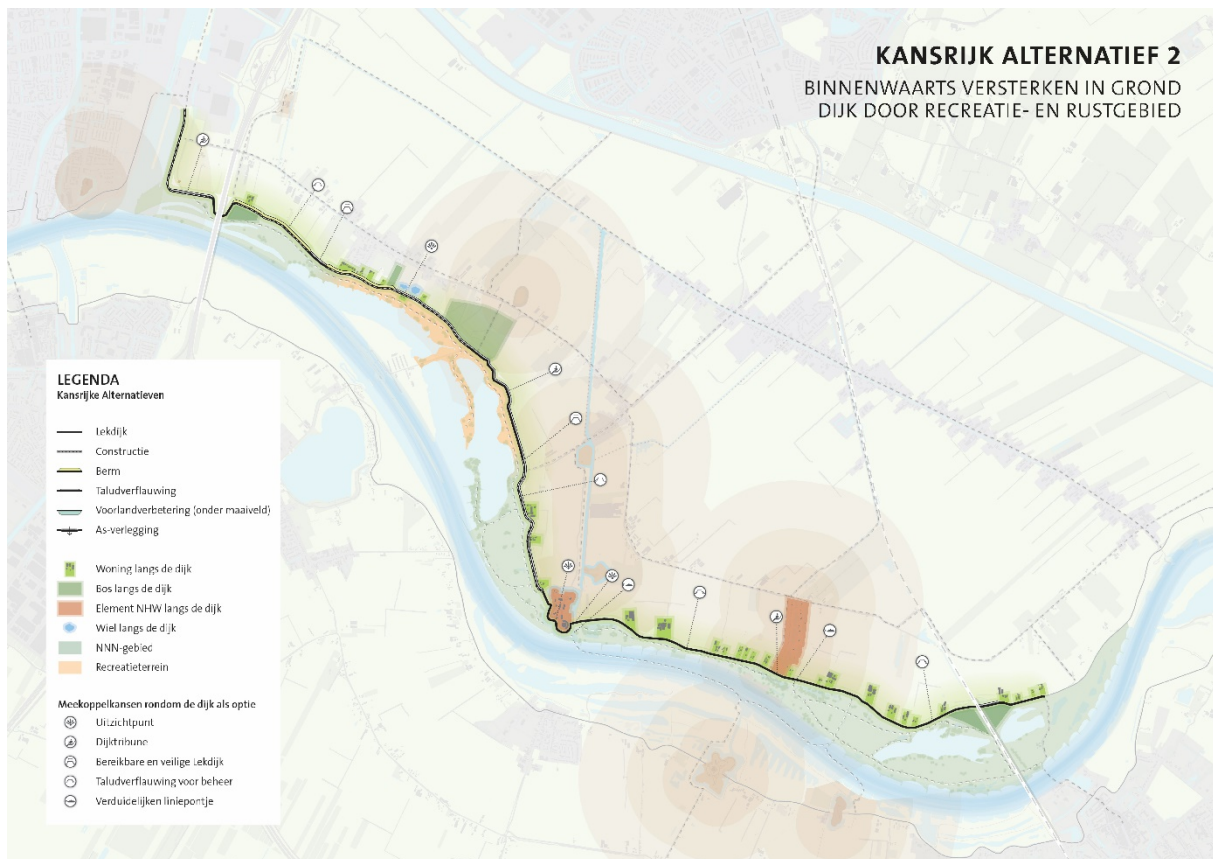 KANSRIJK ALTERNATIEF 2
BINNENWAARTS VERSTERKEN IN GROND
DIJK DOOR RECREATIE- EN RUSTGEBIED
LEGENDA
Kansrijke Alternatieven
Lekdijk
Constructie
Berm
Taludverflauwing
Voorlandverbetering (onder maaiveld)
As-verlegging
Woning langs de dijk
Bos langs de dijk
Element NHW langs de dijk
Wiel langs de dijk
NNN-gebied
Recreatieterrein
Meekoppelkansen rondom de dijk als optie
Uitzichtpunt
Dijktribune
Bereikbare en veilige Lekdijk
Taludverflauwing voor beheer
Verduidelijken liniepontje